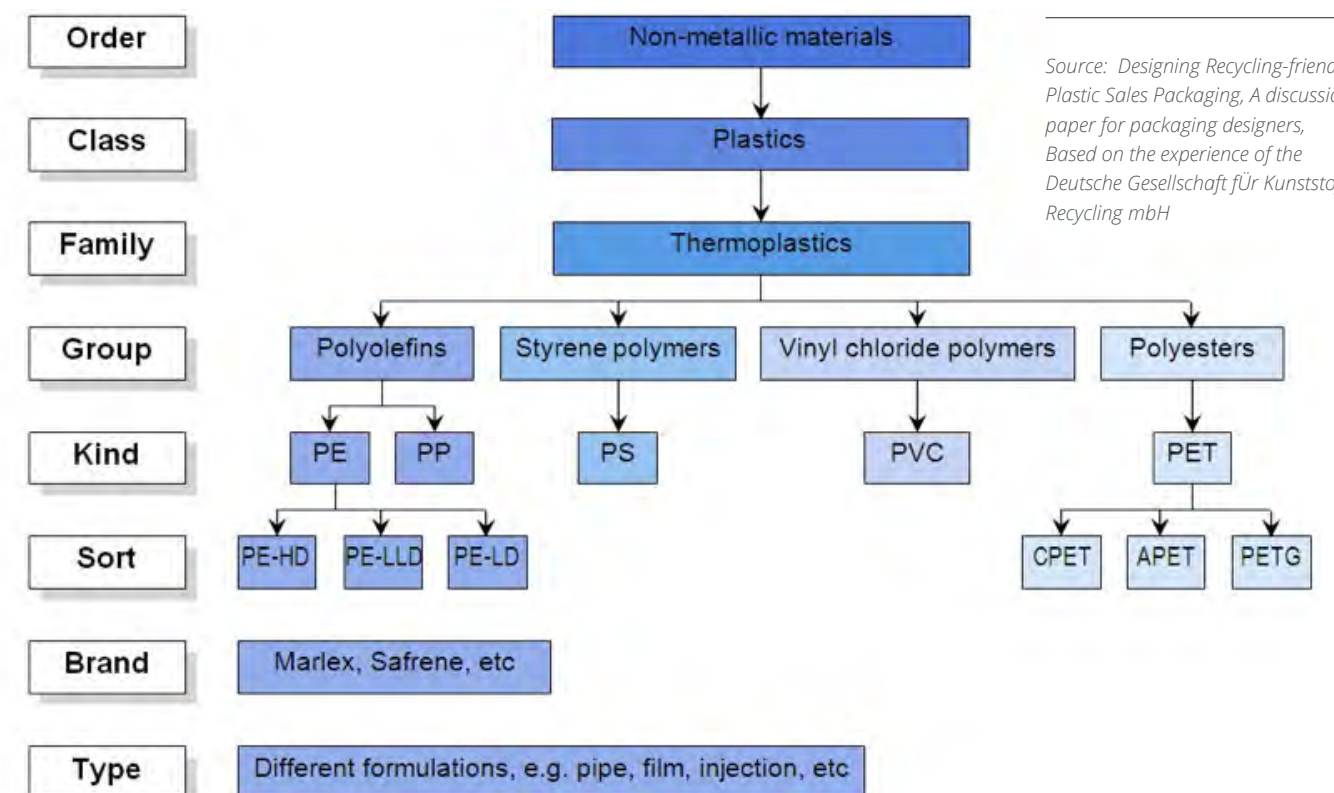 Order
Non-metallic materials
Source: Designing Recycling-friend
Plastic Sales Packaging, A discussio
paper for packaging designers,
Based on the experience of the
Deutsche Gesellschaft fÜr Kunststo
Recycling mbH
Class
Plastics
Family
Thermoplastics
Group
Polyolefins
Styrene polymers
Vinyl chloride polymers
Polyesters
Kind
PE
PP
PS
PVC
PET
Sort
PE-HD
PE-LLD
PE-LD
CPET
APET
PETG
Brand
Marlex, Safrene, etc
Type
Different formulations, e.g. pipe, film, injection, etc